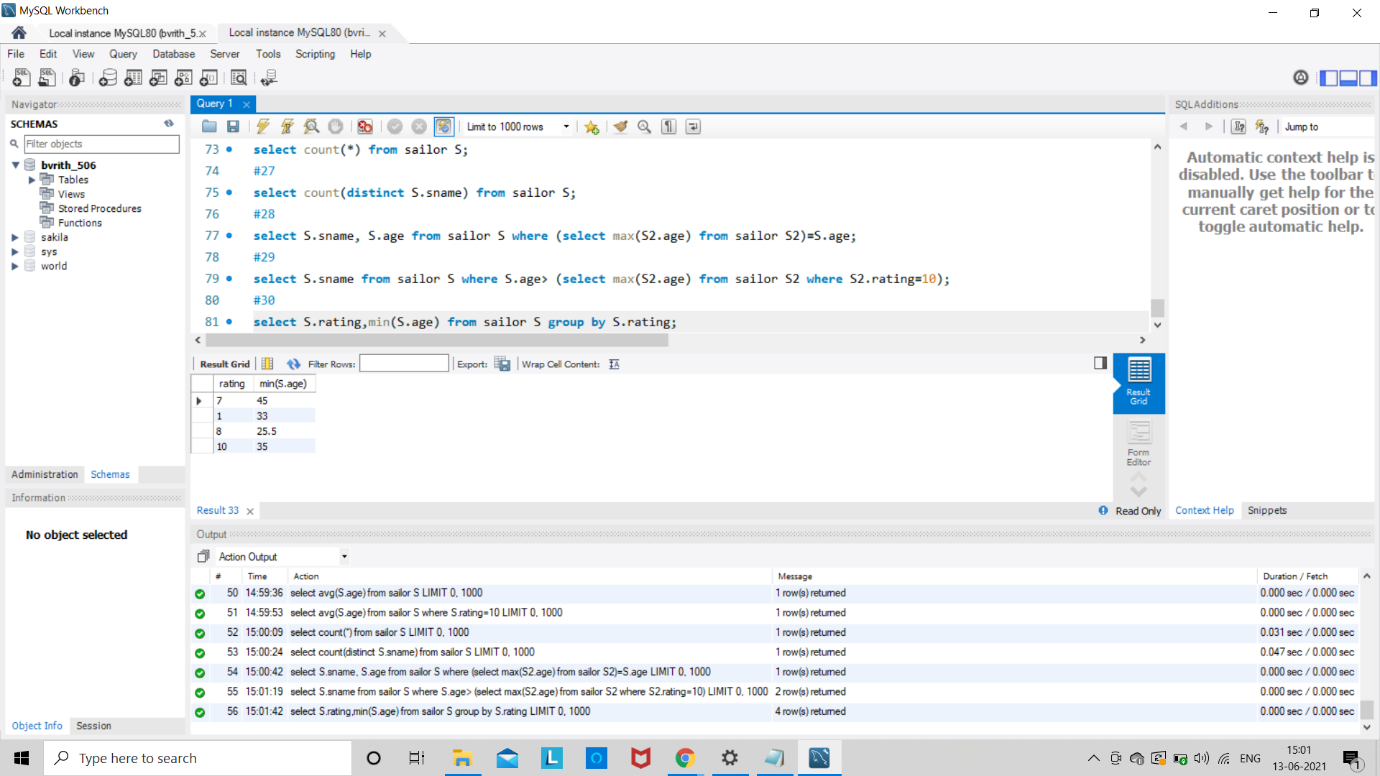 MySQL Workbench
Local instance MySQL80 (bvrith_5.x
Local instance MySQL80 (bvri... x
File Edit View Query Database Server Tools Scripting Help
Navigator
SCHEMAS
Filter objects
bvrith_506
Tables
Views
Stored Procedures
Functions
sakila
sys
world
Administration Schemas
Information
No object selected
Object Info Session
Query 1
Limit to 1000 rows
73 select count(*) from sailor S;
74 #27
75 select count(distinct S.sname) from sailor S;
76 #28
77 select S.sname, S.age from sailor S where (select max(S2.age) from sailor S2)=S.age;
78 #29
79 select S.sname from sailor S where S.age> (select max(S2.age) from sailor S2 where S2.rating=10);
80 #30
81 select S.rating,min(S.age) from sailor S group by S.rating;
Result Grid Filter Rows: Export: Wrap Cell Content:
rating min(S.age)
7 45
1 33
8 25.5
10 35
Result Grid
Form Editor
Result 33
Read Only
SQLAdditions
Jump to
Automatic context help is
disabled. Use the toolbar t
manually get help for the
current caret position or to
toggle automatic help.
Context Help Snippets
Output
Action Output
# Time Action Message Duration / Fetch
50 14:59:36 select avg(S.age) from sailor S LIMIT 0, 1000 1 row(s) returned 0.000 sec / 0.000 sec
51 14:59:53 select avg(S.age) from sailor S where S.rating=10 LIMIT 0, 1000 1 row(s) returned 0.000 sec / 0.000 sec
52 15:00:09 select count(*) from sailor S LIMIT 0, 1000 1 row(s) returned 0.031 sec / 0.000 sec
53 15:00:24 select count(distinct S.sname) from sailor S LIMIT 0, 1000 1 row(s) returned 0.047 sec / 0.000 sec
54 15:00:42 select S.sname, S.age from sailor S where (select max(S2.age) from sailor S2)=S.age LIMIT 0, 1000 1 row(s) returned 0.000 sec / 0.000 sec
55 15:01:19 select S.sname from sailor S where S.age> (select max(S2.age) from sailor S2 where S2.rating=10) LIMIT 0, 1000 2 row(s) returned 0.000 sec / 0.000 sec
56 15:01:42 select S.rating,min(S.age) from sailor S group by S.rating LIMIT 0, 1000 4 row(s) returned 0.000 sec / 0.000 sec
Type here to search
ENG
15:01
13-06-2021
1